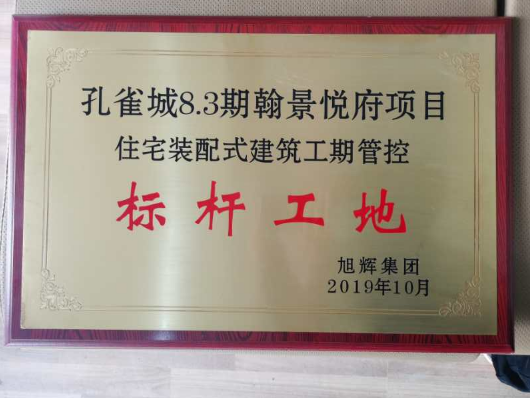 孔雀城8.3期翰景悦府项目
住宅装配式建筑工期管控
标杆工地
旭辉集团
2019年10月